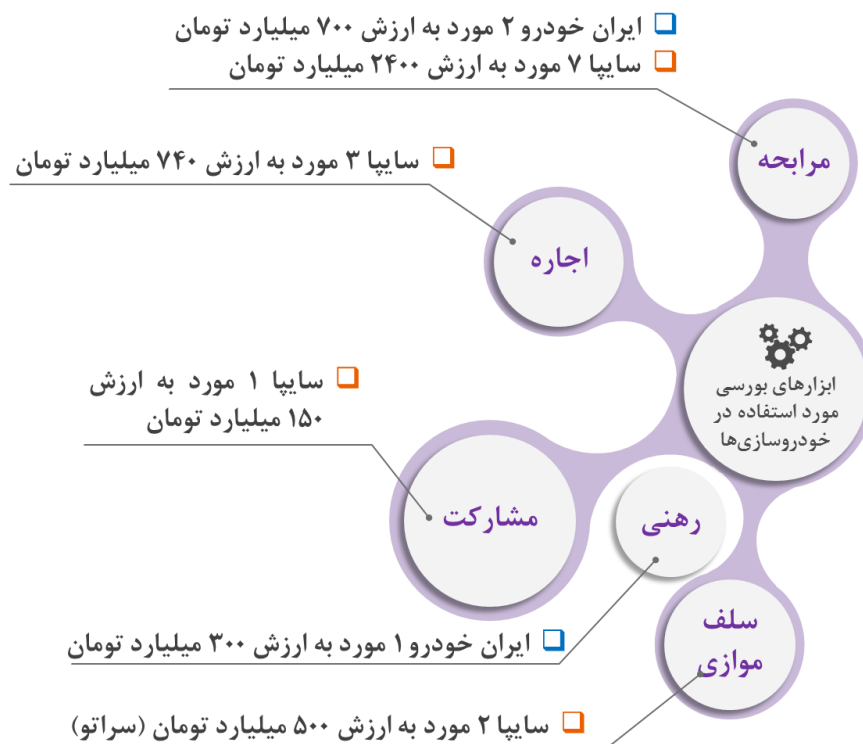 ایران خودرو ۲ مورد به ارزش ۷۰۰ میلیارد تومان
سایپا ۷ مورد به ارزش ۲۴۰۰ میلیارد تومان
مرابحه
سایپا ۳ مورد به ارزش ۷۴۰ میلیارد تومان
اجاره
ابزارهای بورسی
مورد استفاده در
خودروسازی‌ها
سایپا ۱ مورد به ارزش
۱۵۰ میلیارد تومان
مشارکت
رهنی
ایران خودرو ۱ مورد به ارزش ۳۰۰ میلیارد تومان
سلف
موازی
سایپا ۲ مورد به ارزش ۵۰۰ میلیارد تومان (سراتو)